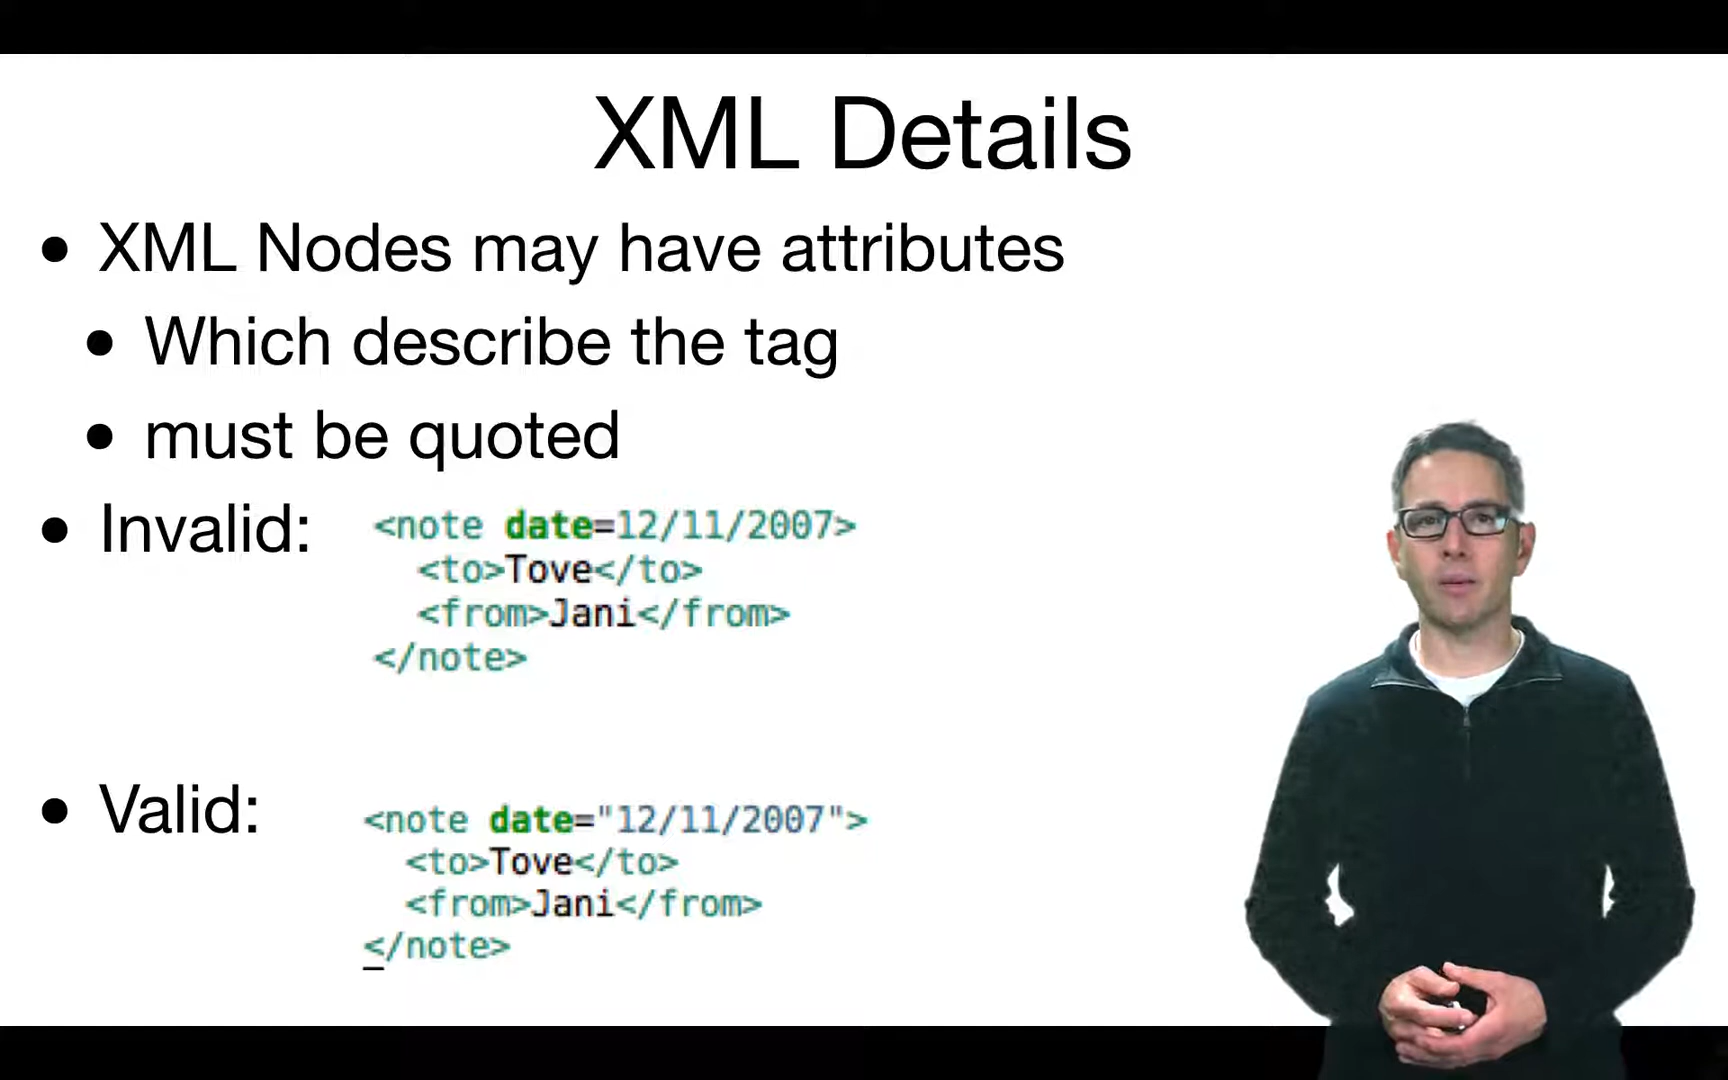 XML Details
• XML Nodes may have attributes
• Which describe the tag
• must be quoted
• Invalid:
<note date=12/11/2007>
<to>Tove</to>
<from>Jani</from>
</note>
• Valid:
<note date="12/11/2007">
<to>Tove</to>
<from>Jani</from>
</note>